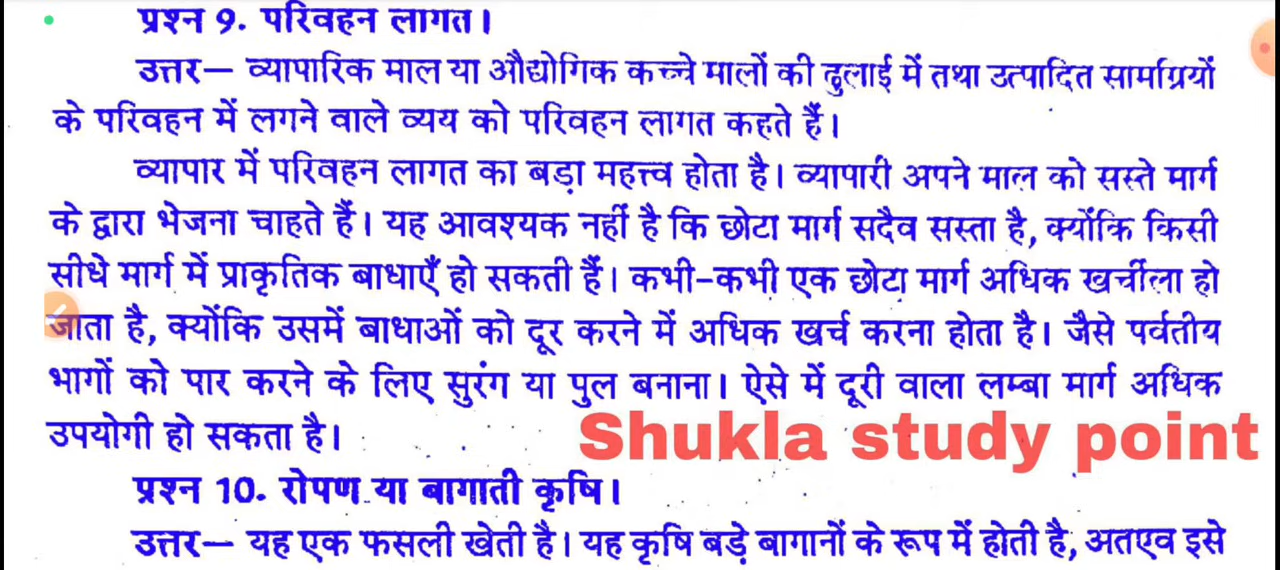 प्रश्न 9. परिवहन लागत।
उत्तर— व्यापारिक माल या औद्योगिक कच्चे मालों की ढुलाई में तथा उत्पादित सामग्रियों
के परिवहन में लगने वाले व्यय को परिवहन लागत कहते हैं।
व्यापार में परिवहन लागत का बड़ा महत्त्व होता है। व्यापारी अपने माल को सस्ते मार्ग
के द्वारा भेजना चाहते हैं। यह आवश्यक नहीं है कि छोटा मार्ग सदैव सस्ता है, क्योंकि किसी
सीधे मार्ग में प्राकृतिक बाधाएँ हो सकती हैं। कभी-कभी एक छोटा मार्ग अधिक खर्चीला हो
जाता है, क्योंकि उसमें बाधाओं को दूर करने में अधिक खर्च करना होता है। जैसे पर्वतीय
भागों को पार करने के लिए सुरंग या पुल बनाना। ऐसे में दूरी वाला लम्बा मार्ग अधिक
उपयोगी हो सकता है।
Shukla study point
प्रश्न 10. रोपण या बागाती कृषि।
उत्तर— यह एक फसली खेती है। यह कृषि बड़े बागानों के रूप में होती है, अतएव इसे